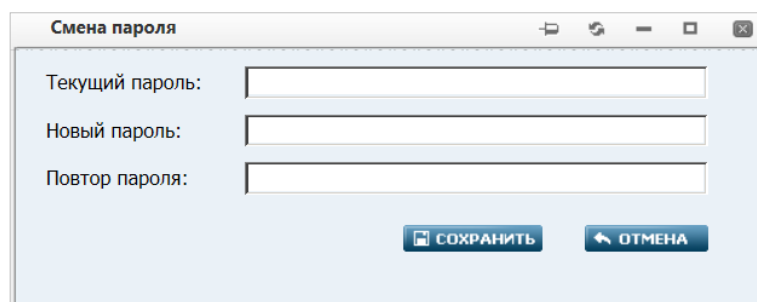 Смена пароля
Текущий пароль:
Новый пароль:
Повтор пароля:
СОХРАНИТЬ ОТМЕНА